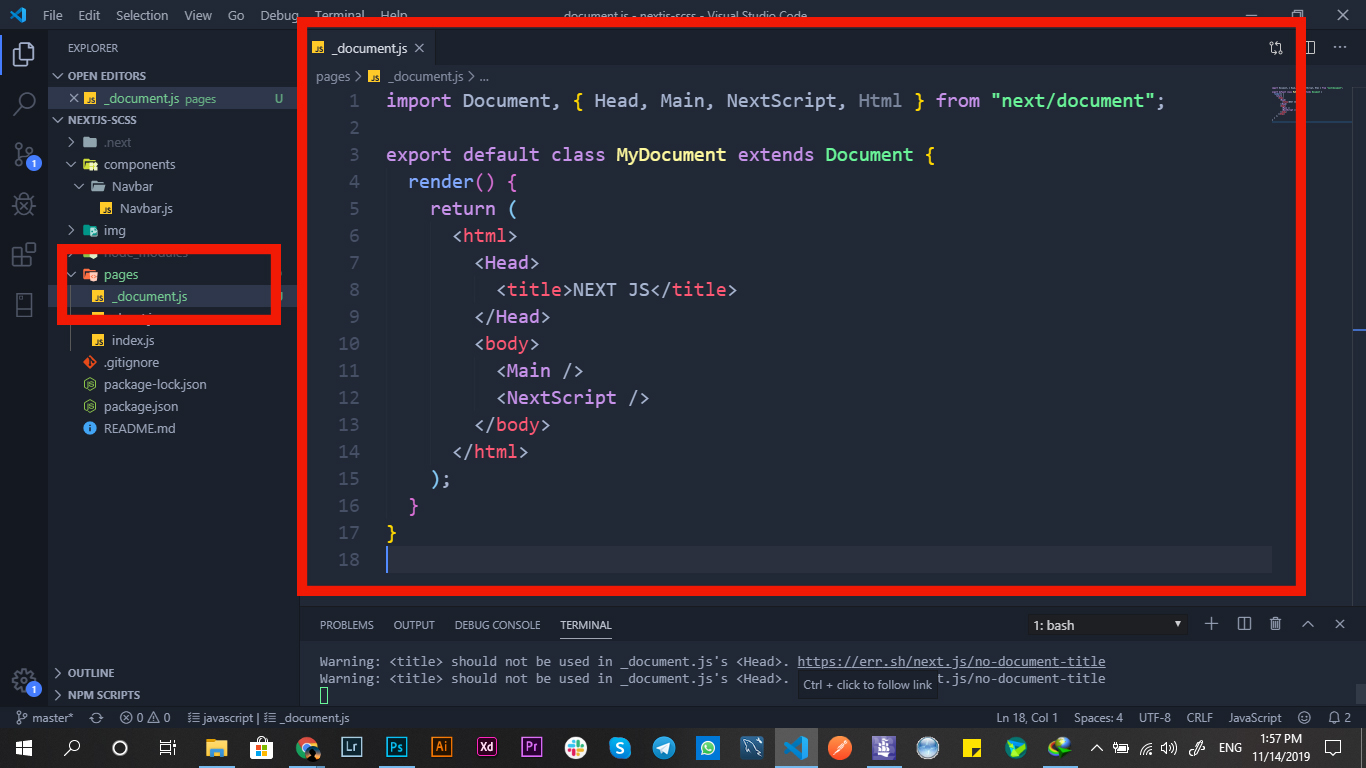 File Edit Selection View Go Debug Terminal Help _document.js - nextjs-scss - Visual Studio Code
EXPLORER
OPEN EDITORS
_document.js pages U
NEXTJS-SCSS
.next
components
Navbar
Navbar.js
img
node_modules
pages
_document.js
index.js
.gitignore
package-lock.json
package.json
README.md
OUTLINE
NPM SCRIPTS
1
1
_document.js
pages > _document.js > ...
1 import Document, { Head, Main, NextScript, Html } from "next/document";
2
3 export default class MyDocument extends Document {
4 render() {
5 return (
6 <html>
7 <Head>
8 <title>NEXT JS</title>
9 </Head>
10 <body>
11 <Main />
12 <NextScript />
13 </body>
14 </html>
15 );
16 }
17 }
18
PROBLEMS OUTPUT DEBUG CONSOLE TERMINAL 1: bash
Warning: <title> should not be used in _document.js's <Head>. https://err.sh/next.js/no-document-title
Warning: <title> should not be used in _document.js's <Head>. t.js/no-document-title
Ctrl + click to follow link
master* 0 0 javascript | _document.js Ln 18, Col 1 Spaces: 4 UTF-8 CRLF JavaScript 2
Lr Ps Ai Xd Pr ENG 1:57 PM
11/14/2019